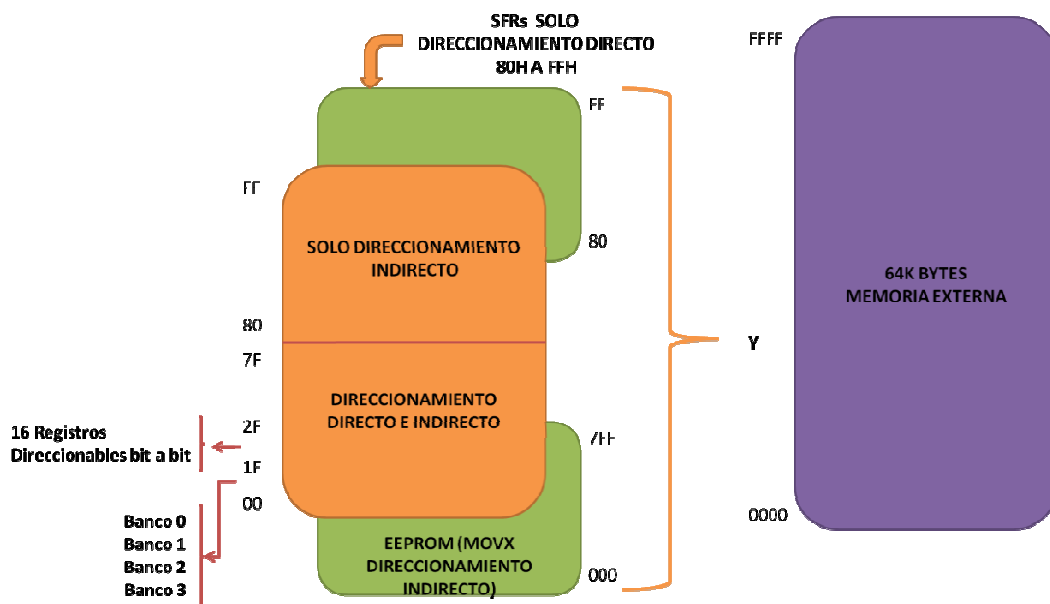 SFRs SOLO
DIRECCIONAMIENTO DIRECTO
80H A FFH
FFFF
FF
FF
SOLO DIRECCIONAMIENTO
INDIRECTO
80
64K BYTES
MEMORIA EXTERNA
80
7F
Y
DIRECCIONAMIENTO
DIRECTO E INDIRECTO
2F
7FF
16 Registros
Direccionables bit a bit
1F
00
0000
Banco 0
Banco 1
Banco 2
Banco 3
EEPROM (MOVX
DIRECCIONAMIENTO
INDIRECTO)
000